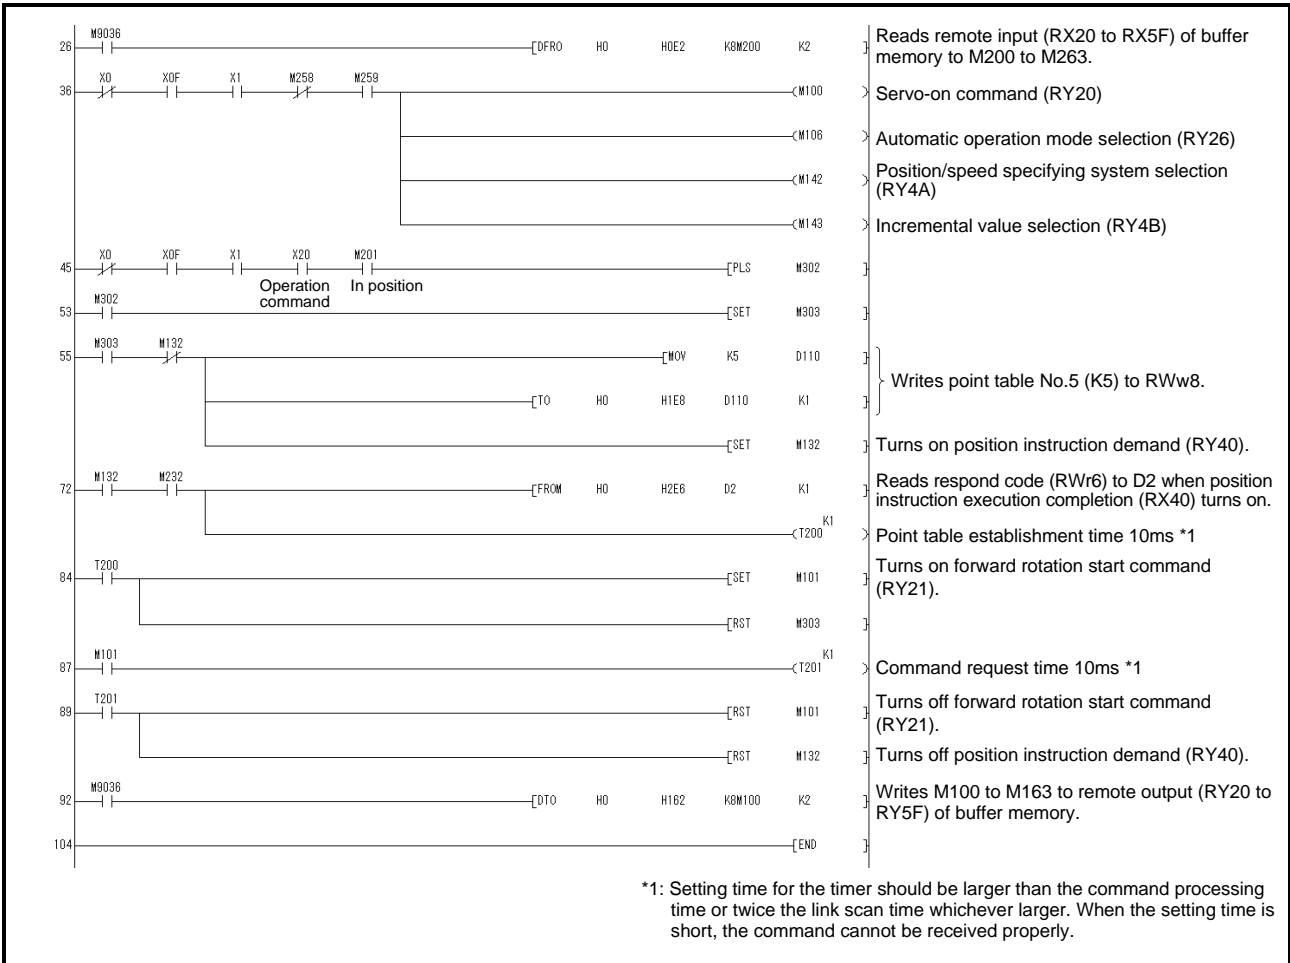 M9036
26 DFRO H0 H0E2 K8M200 K2
Reads remote input (RX20 to RX5F) of buffer
memory to M200 to M263.
X0 X0F X1 M258 M259
36 M100
Servo-on command (RY20)
M106
Automatic operation mode selection (RY26)
M142
Position/speed specifying system selection
(RY4A)
M143
Incremental value selection (RY4B)
X0 X0F X1 X20 M201
45 PLS M302
Operation
command
In position
M302
53 SET M303
M303 M132
55 MOV K5 D110
Writes point table No.5 (K5) to RWw8.
TO H0 H1E8 D110 K1
SET M132
Turns on position instruction demand (RY40).
M132 M232
72 FROM H0 H2E6 D2 K1
Reads respond code (RWr6) to D2 when position
instruction execution completion (RX40) turns on.
K1
T200
Point table establishment time 10ms *1
T200
84 SET M101
Turns on forward rotation start command
(RY21).
RST M303
M101
K1
87 T201
Command request time 10ms *1
T201
89 RST M101
Turns off forward rotation start command
(RY21).
RST M132
Turns off position instruction demand (RY40).
M9036
92 DTO H0 H162 K8M100 K2
Writes M100 to M163 to remote output (RY20 to
RY5F) of buffer memory.
104 END
*1: Setting time for the timer should be larger than the command processing
time or twice the link scan time whichever larger. When the setting time is
short, the command cannot be received properly.